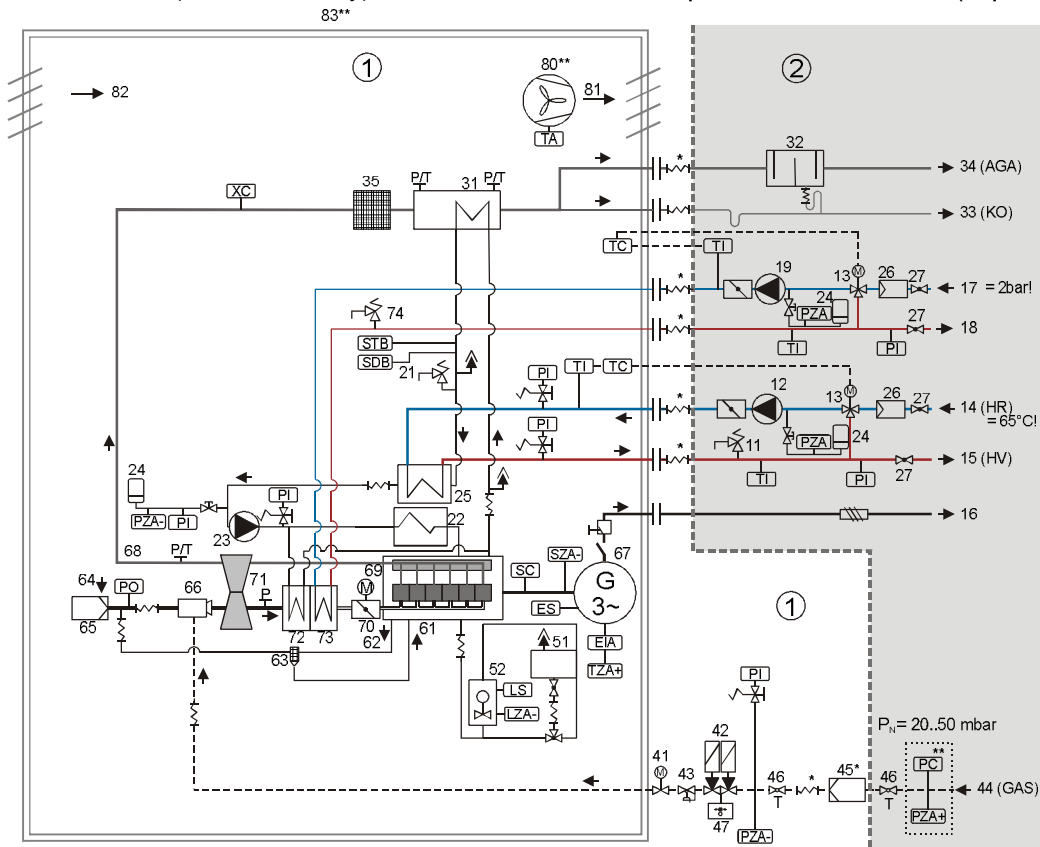 83**
1
2
82
80**
81
TA
32
34 (AGA)
XC
35
P/T
31
P/T
*
33 (KO)
TC
TI
19
13
M
26
27
17 = 2bar!
*
74
PZA
24
27
18
STB
SDB
*
TI
PI
21
PI
TI
TC
12
13
M
26
27
14 (HR)
= 65°C!
*
PI
11
PZA
24
15 (HV)
*
TI
PI
27
24
25
PZA-
PI
23
PI
22
16
68
P/T
69
SZA-
67
64
PO
66
71
P
M
SC
G
3~
ES
65
72
73
70
62
61
63
51
EIA
TZA+
52
LS
LZA-
1
PI
P_N = 20..50 mbar
41
M
43
42
46
*
45*
46
**
PC
44 (GAS)
T
T
47
PZA-
PZA+